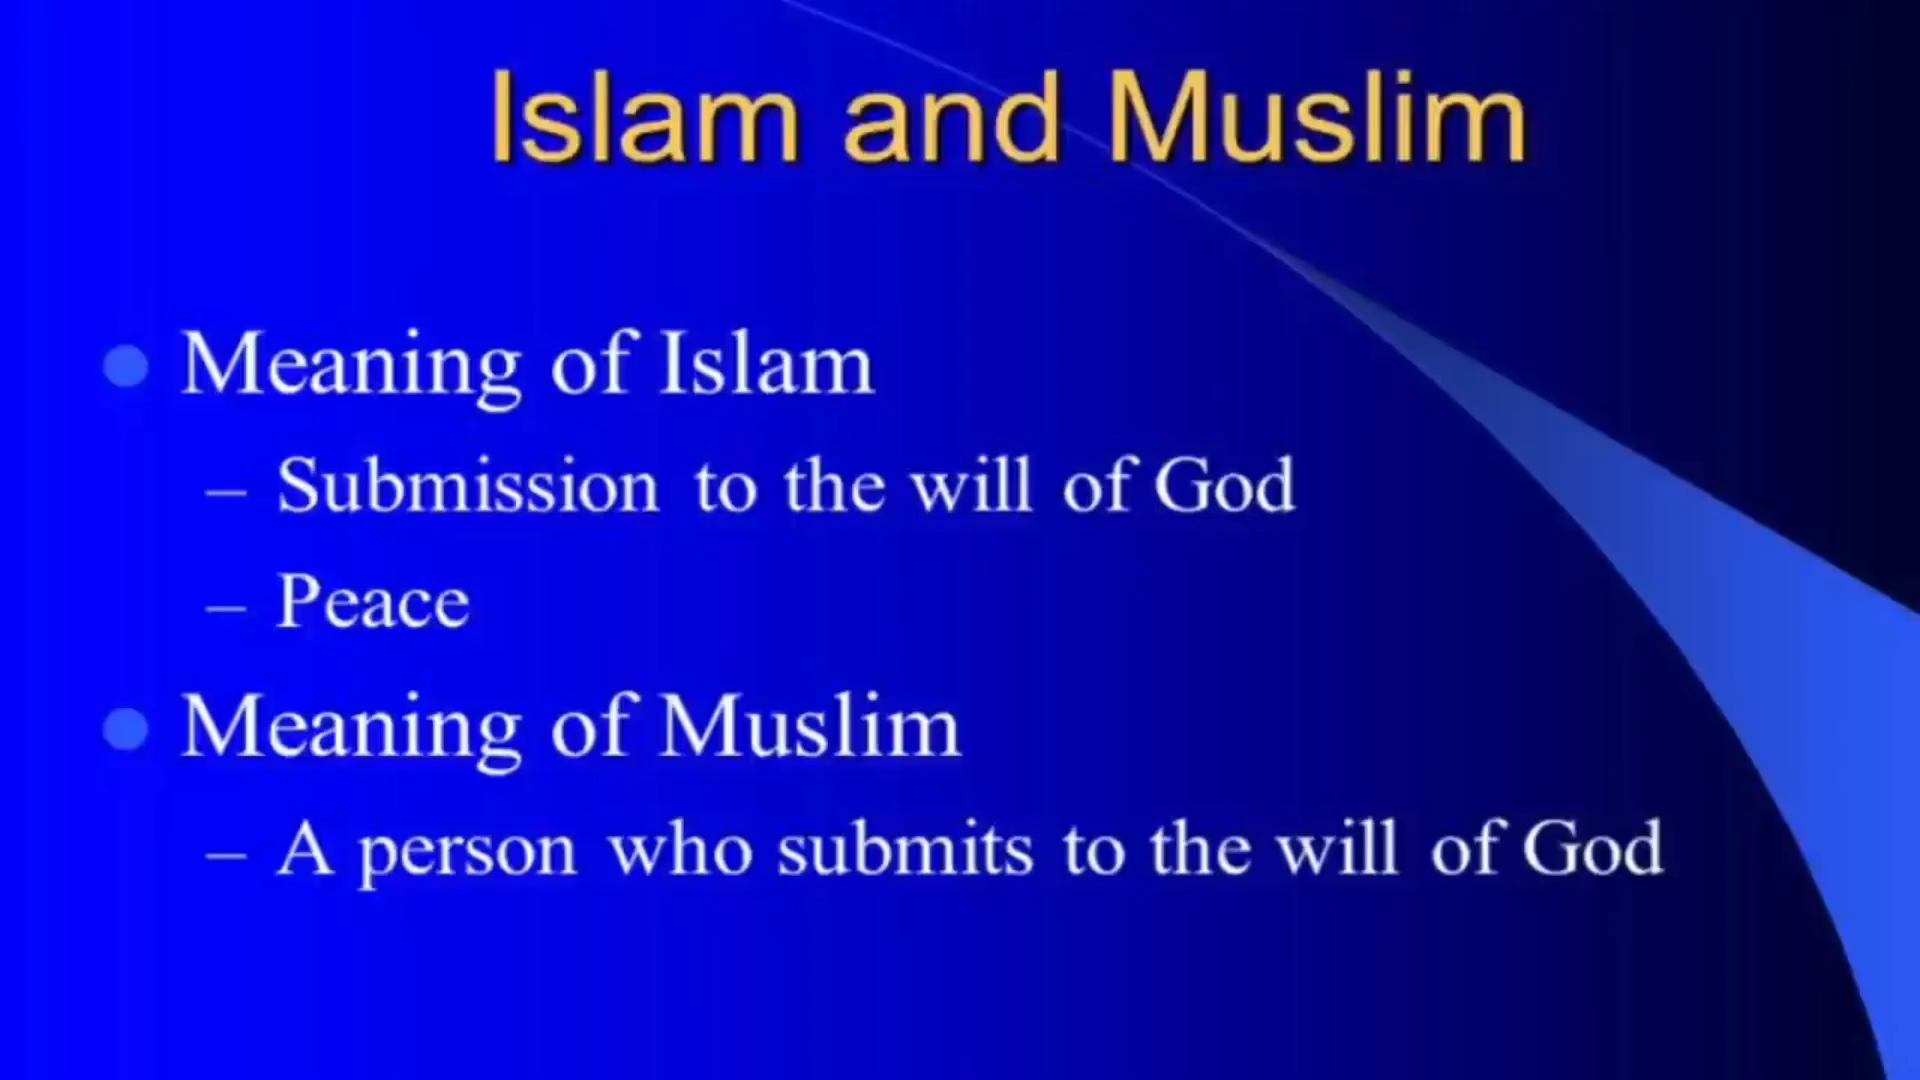 Islam and Muslim
Meaning of Islam
– Submission to the will of God
– Peace
Meaning of Muslim
– A person who submits to the will of God